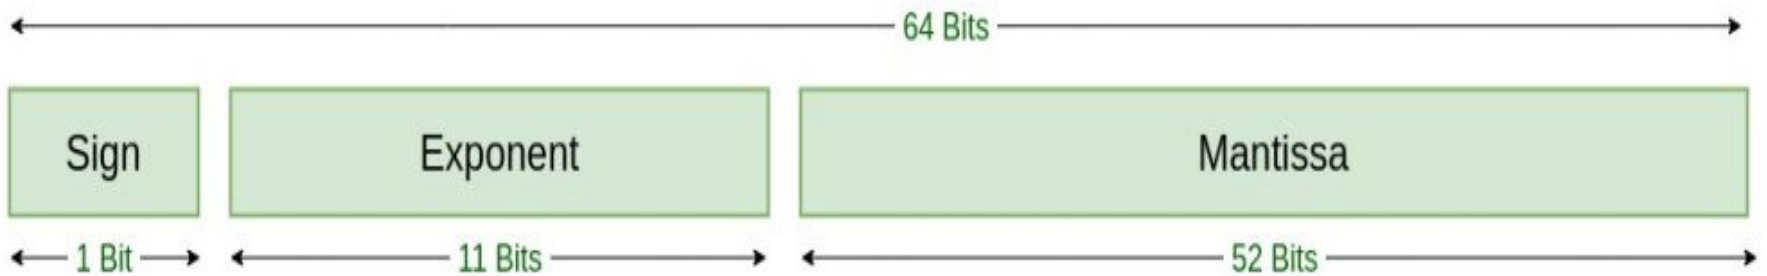 64 Bits
Sign Exponent Mantissa
1 Bit 11 Bits 52 Bits